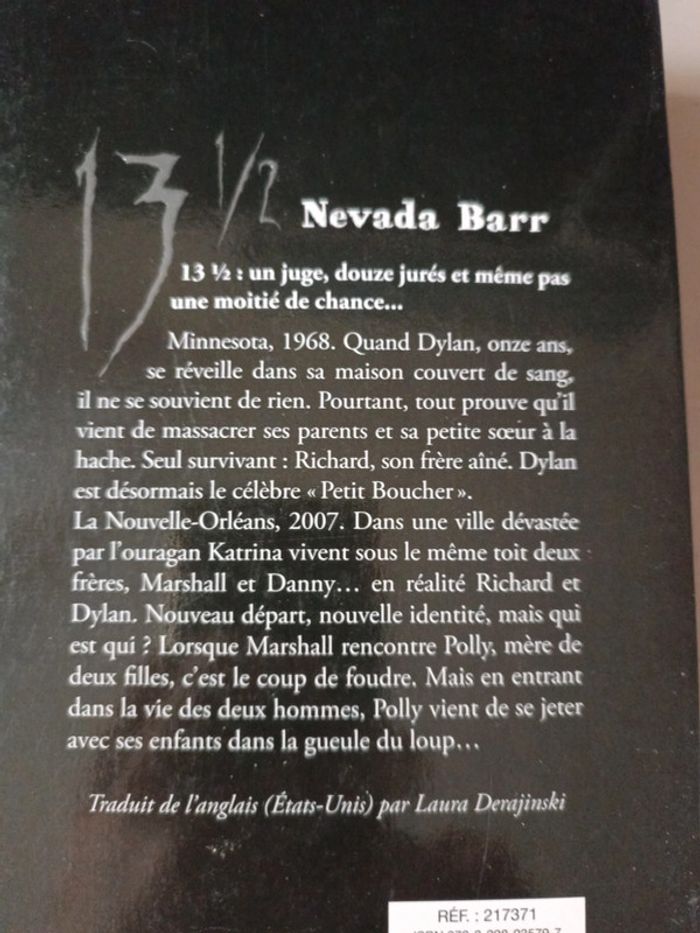 13 1/2
Nevada Barr
13 ½ : un juge, douze jurés et même pas
une moitié de chance...
Minnesota, 1968. Quand Dylan, onze ans,
se réveille dans sa maison couvert de sang,
il ne se souvient de rien. Pourtant, tout prouve qu'il
vient de massacrer ses parents et sa petite sœur à la
hache. Seul survivant : Richard, son frère aîné. Dylan
est désormais le célèbre « Petit Boucher ».
La Nouvelle-Orléans, 2007. Dans une ville dévastée
par l'ouragan Katrina vivent sous le même toit deux
frères, Marshall et Danny… en réalité Richard et
Dylan. Nouveau départ, nouvelle identité, mais qui
est qui ? Lorsque Marshall rencontre Polly, mère de
deux filles, c'est le coup de foudre. Mais en entrant
dans la vie des deux hommes, Polly vient de se jeter
avec ses enfants dans la gueule du loup…
Traduit de l'anglais (États-Unis) par Laura Derajinski
RÉF. : 217371